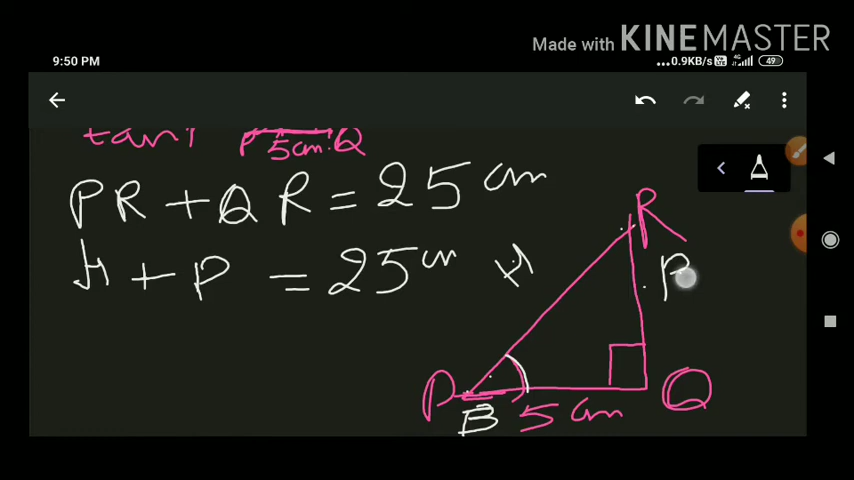 Made with KINEMASTER
9:50 PM
...0.9KB/s
49
tan P
P 5cm. Q
PR + QR = 25 cm
H + P = 25 cm
H
R
P
P
B
5 cm
Q